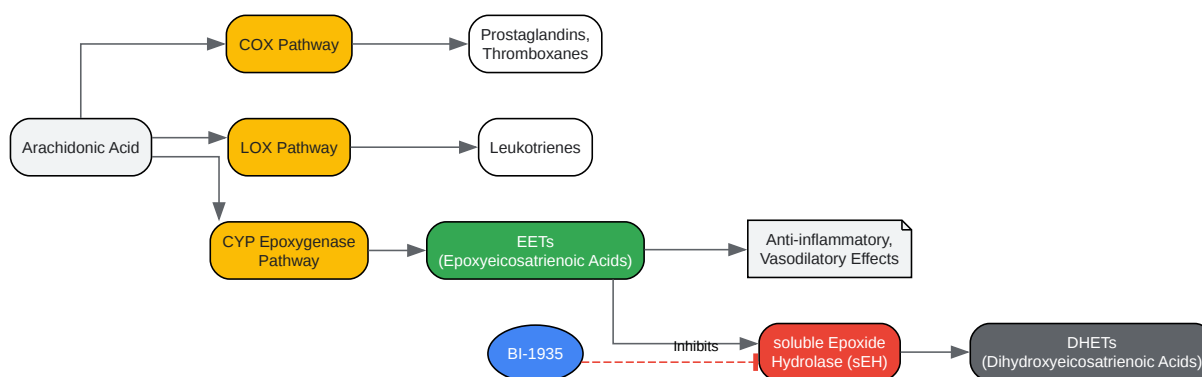 COX Pathway
Prostaglandins,
Thromboxanes
Arachidonic Acid
LOX Pathway
Leukotrienes
CYP Epoxygenase
Pathway
EETs
(Epoxyeicosatrienoic Acids)
Anti-inflammatory,
Vasodilatory Effects
BI-1935
Inhibits
soluble Epoxide
Hydrolase (sEH)
DHETs
(Dihydroxyeicosatrienoic Acids)